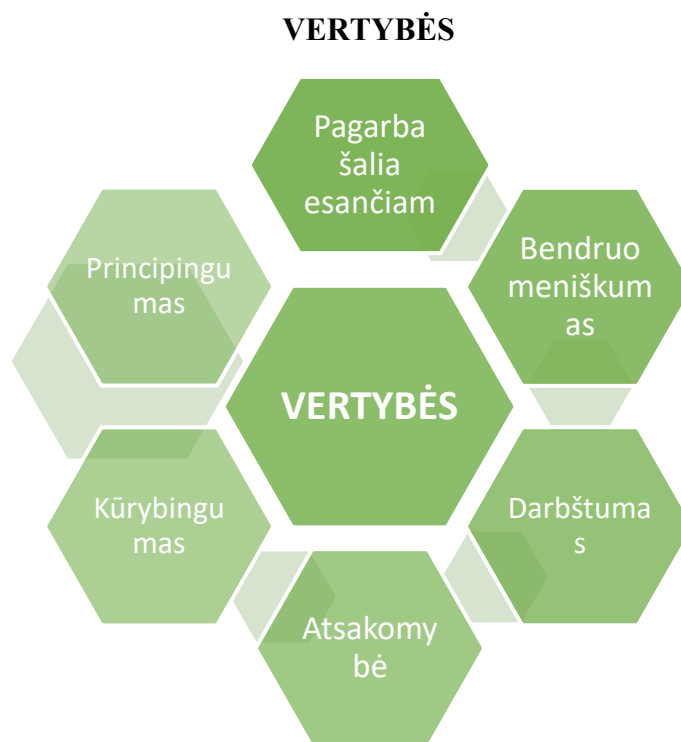 VERTYBĖS
Pagarba
šalia
esančiam
Bendruo
meniškum
as
Darbštuma
s
Atsakomy
bė
Kūrybingu
mas
Principingu
mas
VERTYBĖS